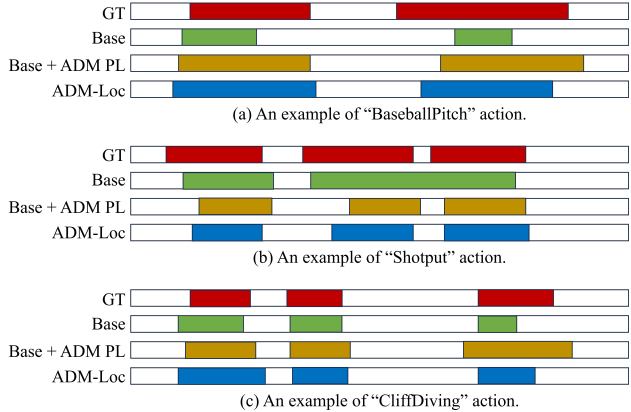 GT
Base
Base + ADM PL
ADM-Loc
(a) An example of “BaseballPitch” action.
GT
Base
Base + ADM PL
ADM-Loc
(b) An example of “Shotput” action.
GT
Base
Base + ADM PL
ADM-Loc
(c) An example of “CliffDiving” action.